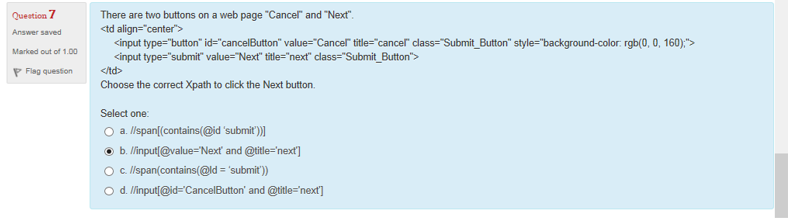 Question 7
Answer saved
Marked out of 1.00
Flag question
There are two buttons on a web page "Cancel" and "Next".
<td align="center">
<input type="button" id="cancelButton" value="Cancel" title="cancel" class="Submit_Button" style="background-color: rgb(0, 0, 160);">
<input type="submit" value="Next" title="next" class="Submit_Button">
</td>
Choose the correct Xpath to click the Next button.
Select one:
a. //span[(contains(@id 'submit'))]
b. //input[@value='Next' and @title='next']
c. //span(contains(@Id = 'submit'))
d. //input[@id='CancelButton' and @title='next']